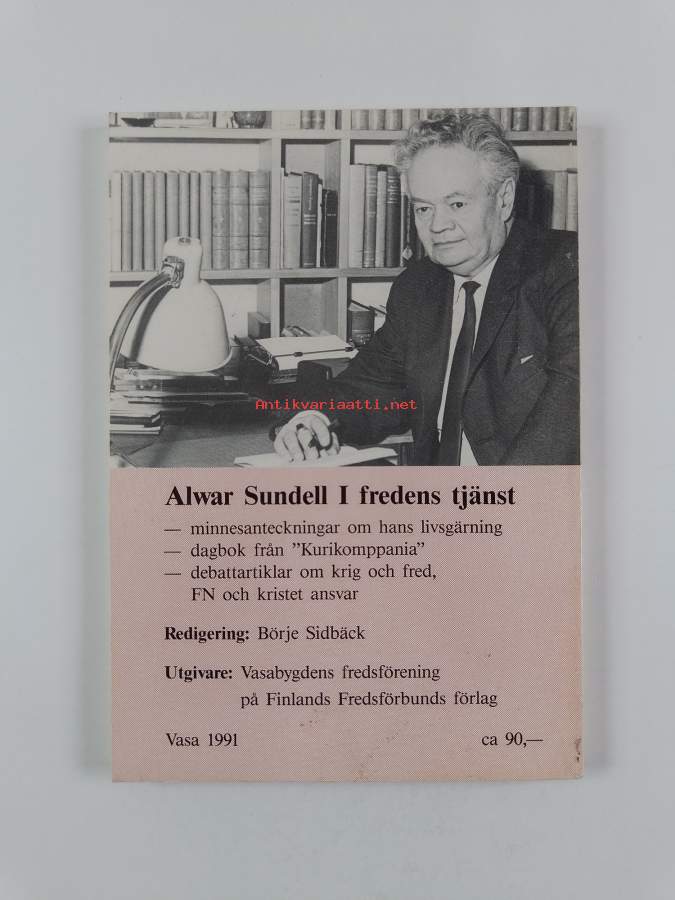 Antikvariaatti.net
Alwar Sundell I fredens tjänst
— minnesanteckningar om hans livsgärning
— dagbok från ”Kurikomppania”
— debattartiklar om krig och fred,
FN och kristet ansvar
Redigering: Börje Sidbäck
Utgivare: Vasabygdens fredsförening
på Finlands Fredsförbunds förlag
Vasa 1991 ca 90,—